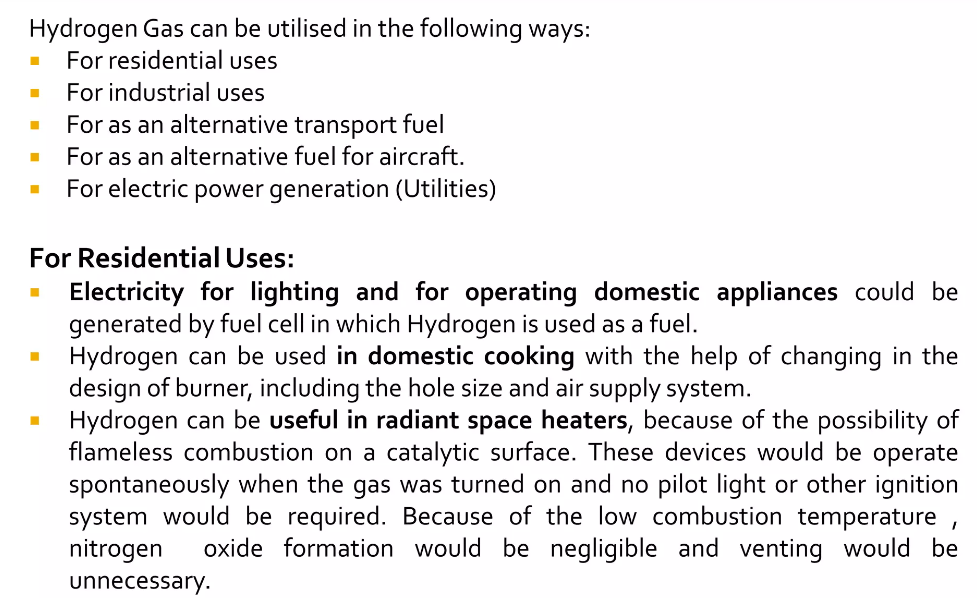 Hydrogen Gas can be utilised in the following ways:
▪ For residential uses
▪ For industrial uses
▪ For as an alternative transport fuel
▪ For as an alternative fuel for aircraft.
▪ For electric power generation (Utilities)
For Residential Uses:
▪ Electricity for lighting and for operating domestic appliances could be
generated by fuel cell in which Hydrogen is used as a fuel.
▪ Hydrogen can be used in domestic cooking with the help of changing in the
design of burner, including the hole size and air supply system.
▪ Hydrogen can be useful in radiant space heaters, because of the possibility of
flameless combustion on a catalytic surface. These devices would be operate
spontaneously when the gas was turned on and no pilot light or other ignition
system would be required. Because of the low combustion temperature ,
nitrogen oxide formation would be negligible and venting would be
unnecessary.